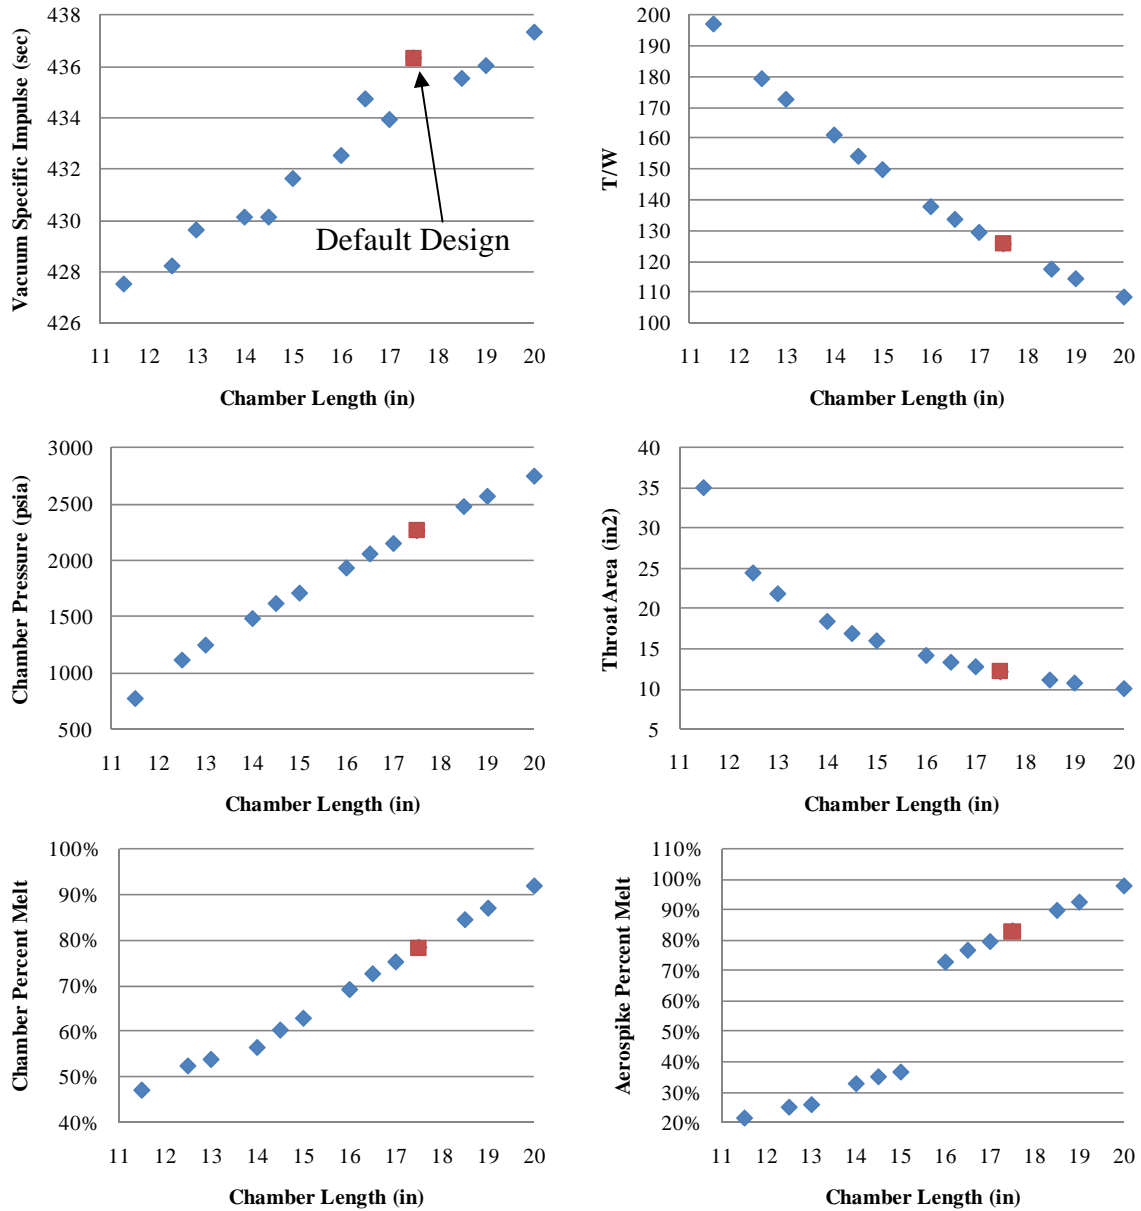 438
436
434
432
430
428
426
Vacuum Specific Impulse (sec)
Default Design
11 12 13 14 15 16 17 18 19 20
Chamber Length (in)
200
190
180
170
160
150
140
130
120
110
100
T/W
11 12 13 14 15 16 17 18 19 20
Chamber Length (in)
3000
2500
2000
1500
1000
500
Chamber Pressure (psia)
11 12 13 14 15 16 17 18 19 20
Chamber Length (in)
40
35
30
25
20
15
10
5
Throat Area (in2)
11 12 13 14 15 16 17 18 19 20
Chamber Length (in)
100%
90%
80%
70%
60%
50%
40%
Chamber Percent Melt
11 12 13 14 15 16 17 18 19 20
Chamber Length (in)
110%
100%
90%
80%
70%
60%
50%
40%
30%
20%
Aerospike Percent Melt
11 12 13 14 15 16 17 18 19 20
Chamber Length (in)